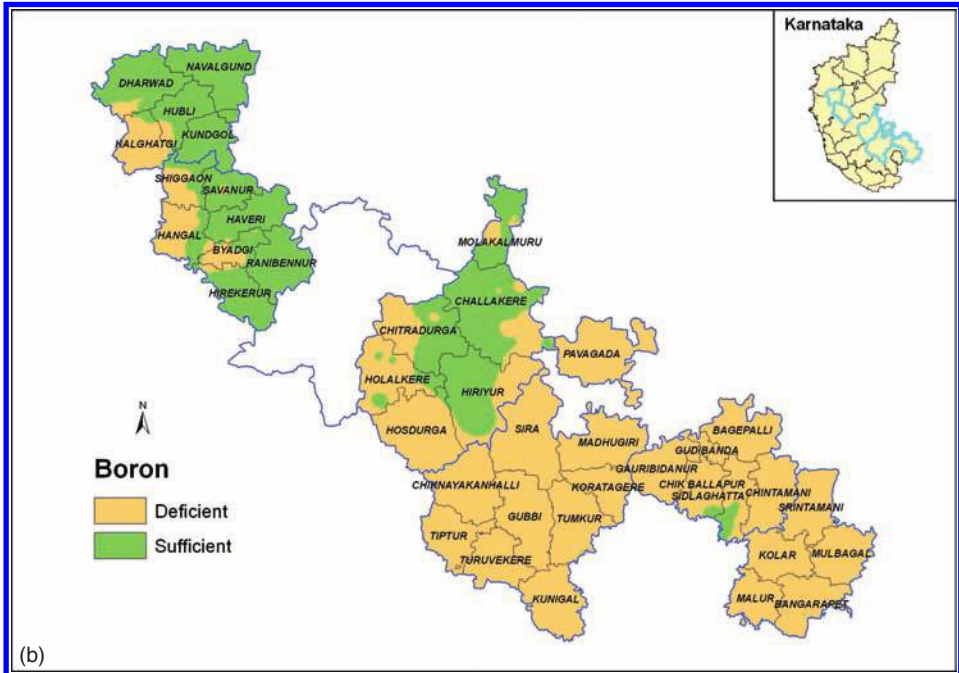 Karnataka
NAVALGUND
DHARWAD
HUBLI
KUNDGOL
KALGHATGI
SHIGGAON
SAVANUR
HAVERI
HANGAL
BYADGI
RANIBENNUR
HIREKERUR
MOLAKALMURU
CHALLAKERE
CHITRADURGA
PAVAGADA
HOLALKERE
HIRIYUR
HOSDURGA
SIRA
MADHUGIRI
BAGEPALLI
GUDIBANDA
GAURIBIDANUR
CHIKNAYAKANHALLI
KORATAGERE
CHIK BALLAPUR
CHINTAMANI
SIDLAGHATTA
SRINTAMANI
GUBBI
TUMKUR
TIPTUR
TURUVEKERE
KOLAR
MULBAGAL
KUNIGAL
MALUR
BANGARAPET
N
Boron
Deficient
Sufficient
(b)